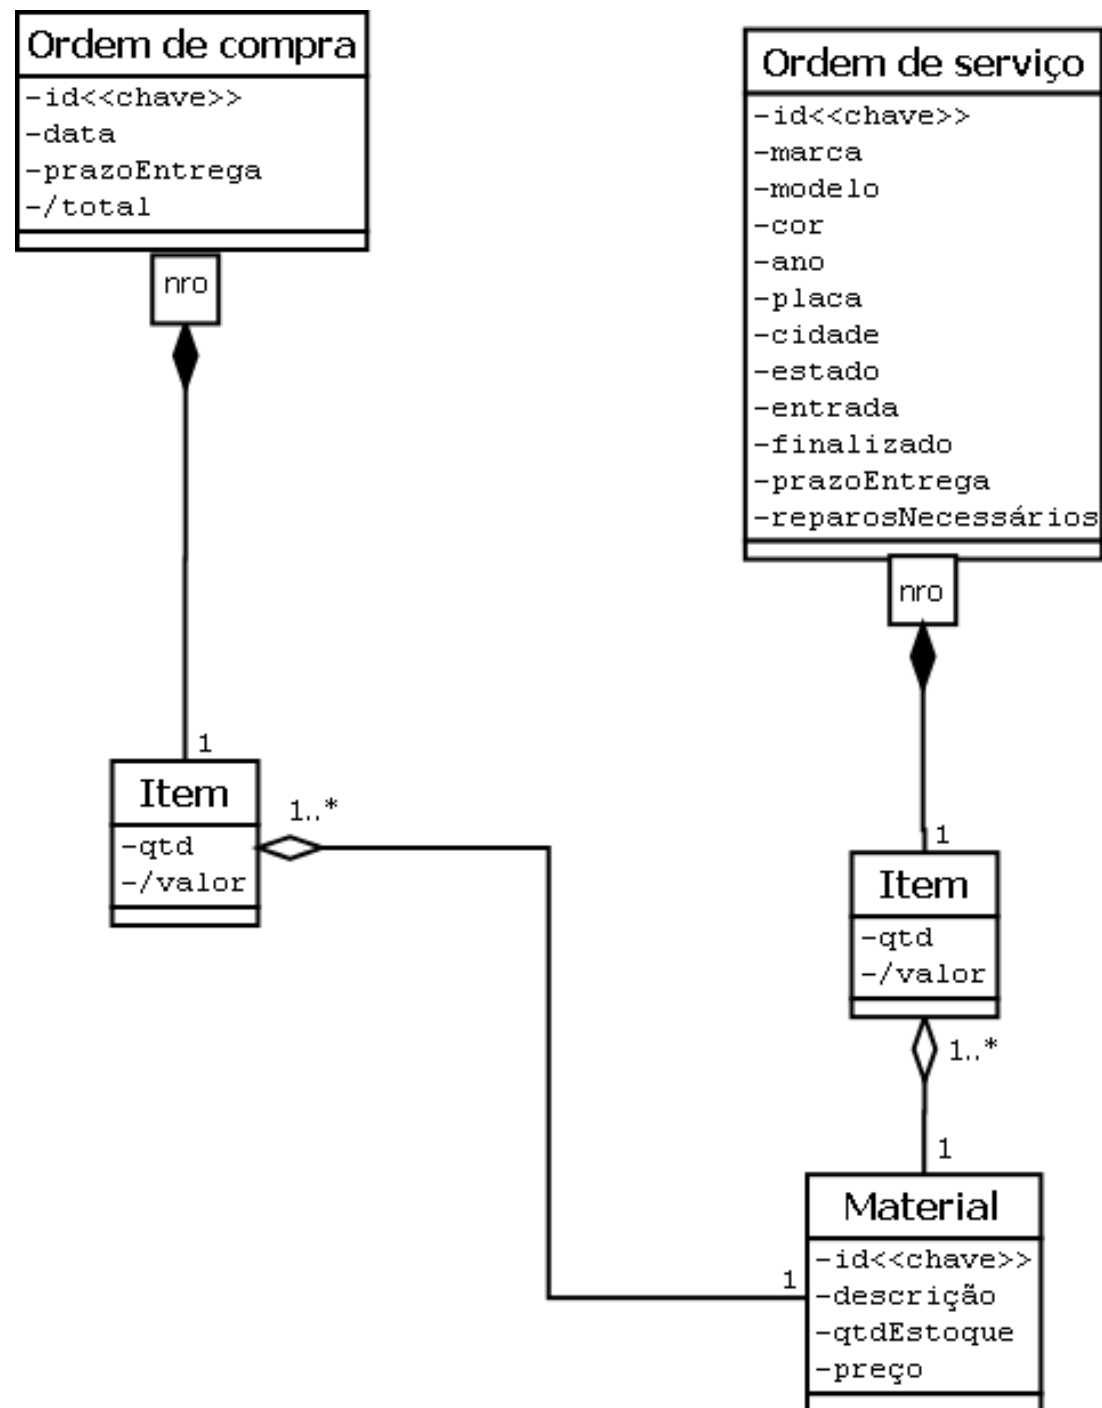 Ordem de compra
-id<<chave>>
-data
-prazoEntrega
-/total
nro
1
Item
-qtd
-/valor
1..*
Ordem de serviço
-id<<chave>>
-marca
-modelo
-cor
-ano
-placa
-cidade
-estado
-entrada
-finalizado
-prazoEntrega
-reparosNecessários
nro
1
Item
-qtd
-/valor
1..*
1
1
Material
-id<<chave>>
-descrição
-qtdEstoque
-preço